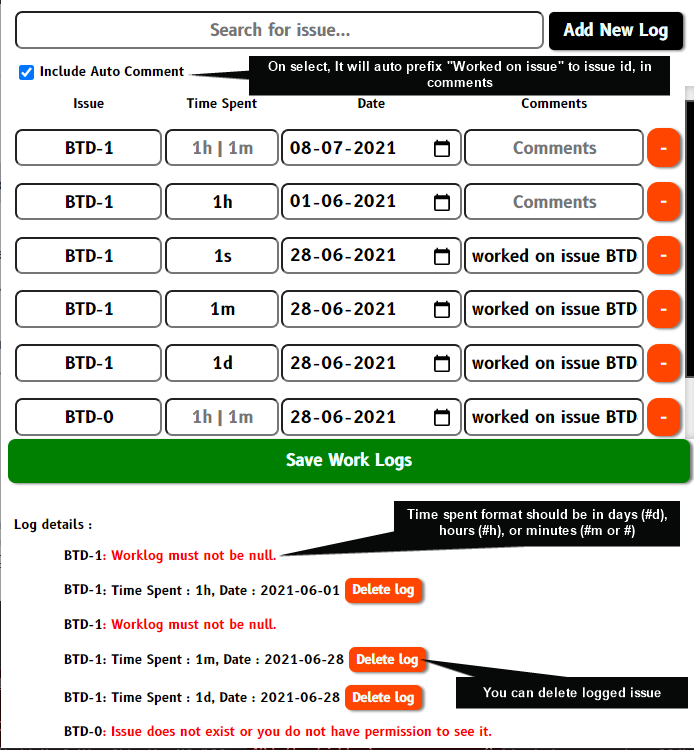 Search for issue... Add New Log
Include Auto Comment
On select, It will auto prefix "Worked on issue" to issue id, in
comments
Issue Time Spent Date Comments
BTD-1 1h | 1m 08-07-2021 Comments -
BTD-1 1h 01-06-2021 Comments -
BTD-1 1s 28-06-2021 worked on issue BTD -
BTD-1 1m 28-06-2021 worked on issue BTD -
BTD-1 1d 28-06-2021 worked on issue BTD -
BTD-0 1h | 1m 28-06-2021 worked on issue BTD -
Save Work Logs
Time spent format should be in days (#d),
hours (#h), or minutes (#m or #)
Log details :
BTD-1: Worklog must not be null.
BTD-1: Time Spent : 1h, Date : 2021-06-01 Delete log
BTD-1: Worklog must not be null.
BTD-1: Time Spent : 1m, Date : 2021-06-28 Delete log
You can delete logged issue
BTD-1: Time Spent : 1d, Date : 2021-06-28 Delete log
BTD-0: Issue does not exist or you do not have permission to see it.